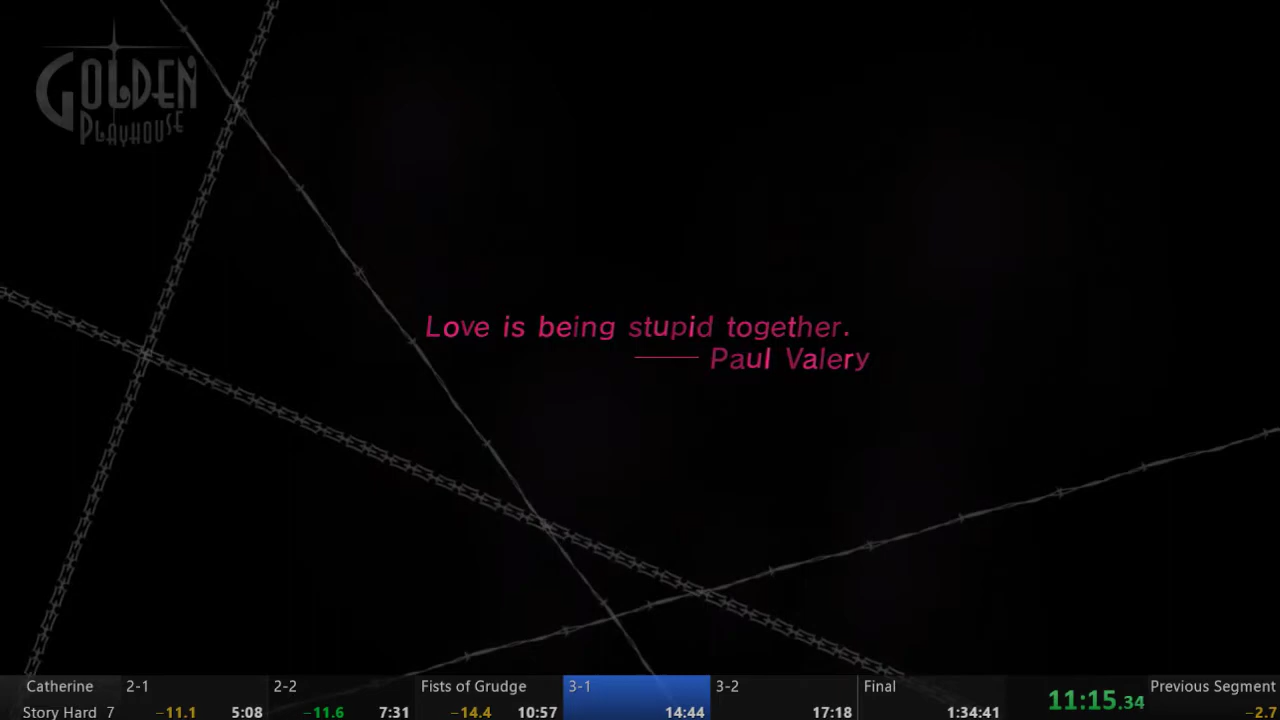 GOLDEN
PLAYHOUSE
Love is being stupid together.
Paul Valery
Catherine 2-1 2-2 Fists of Grudge 3-1 3-2 Final 11:15.34 Previous Segment
Story Hard 7 −11.1 5:08 −11.6 7:31 −14.4 10:57 14:44 17:18 1:34:41 −2.7